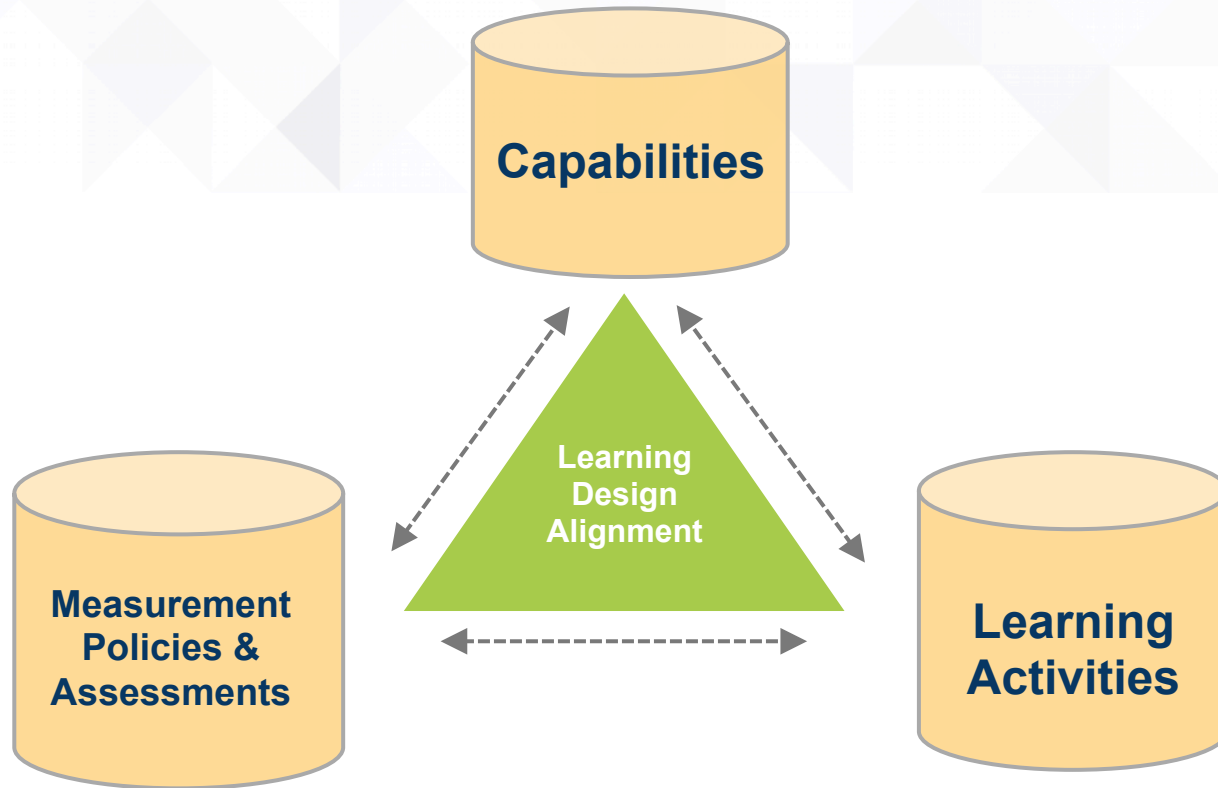 Capabilities
Learning
Design
Alignment
Measurement
Policies &
Assessments
Learning
Activities